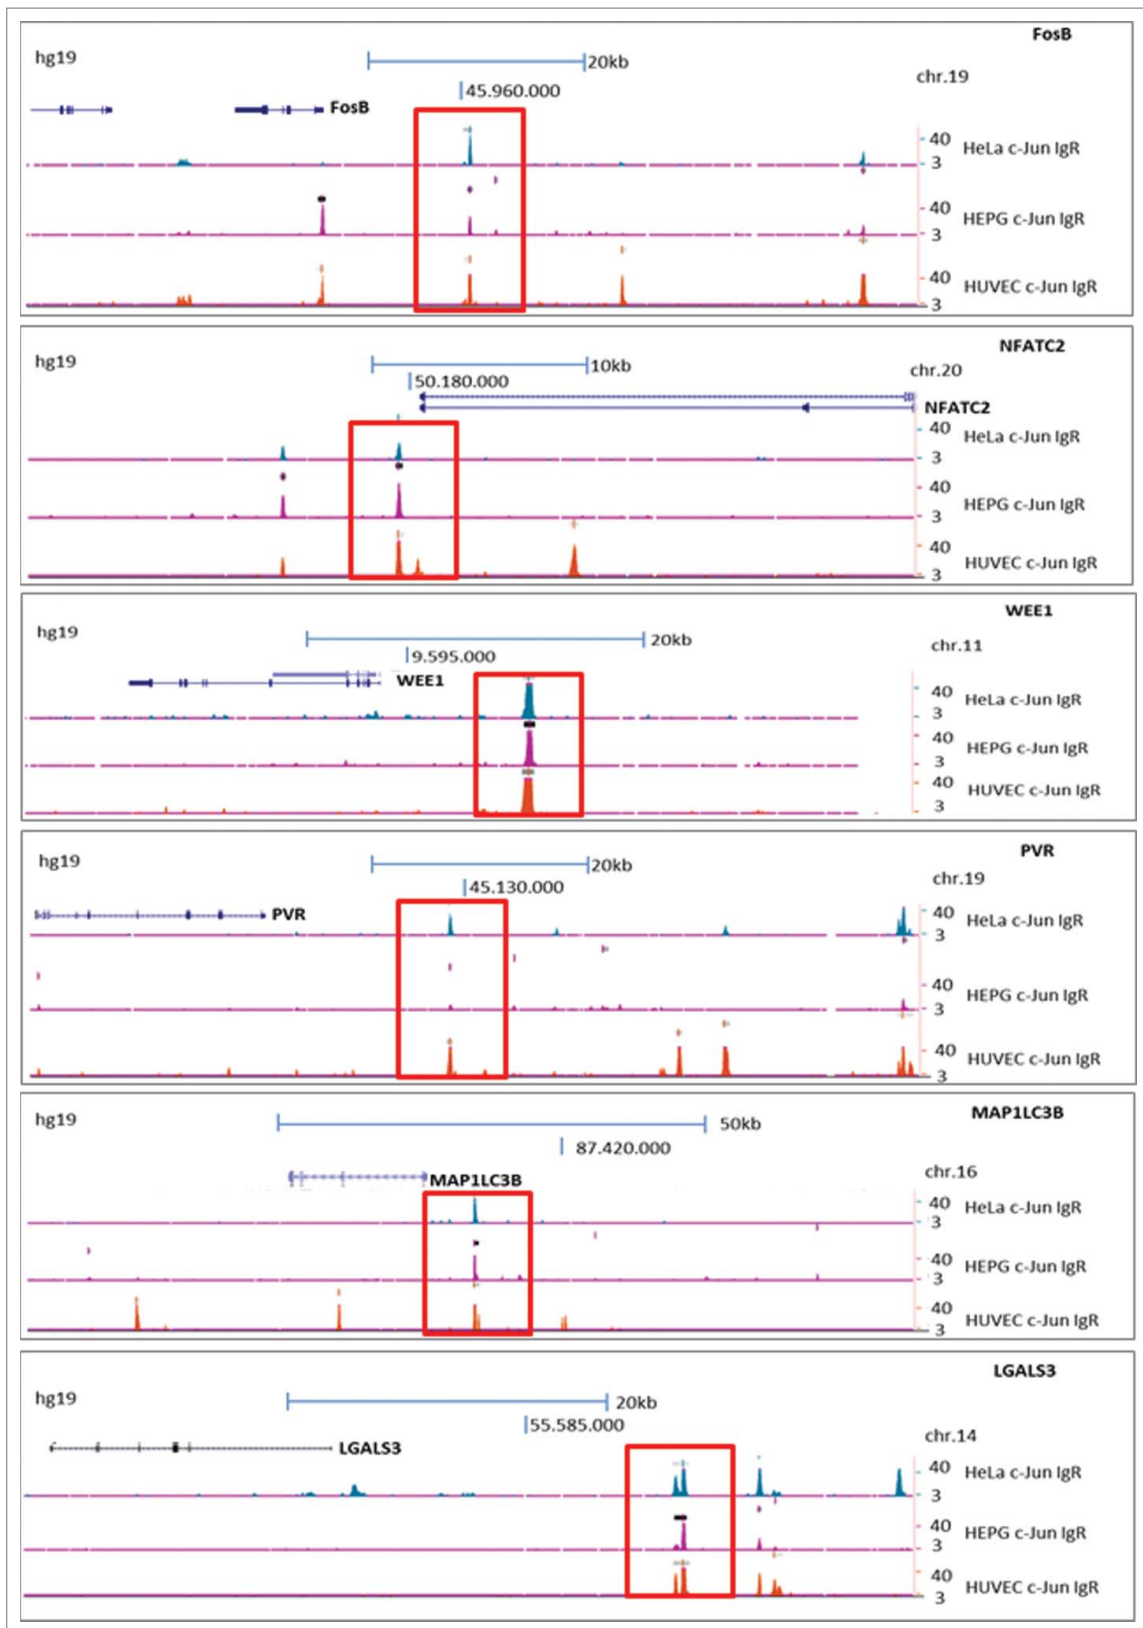 FosB
hg19
20kb
chr.19
45.960.000
FosB
40
HeLa c-Jun IgR
3
40
HEPG c-Jun IgR
3
40
HUVEC c-Jun IgR
3
NFATC2
hg19
10kb
chr.20
50.180.000
NFATC2
40
HeLa c-Jun IgR
3
40
HEPG c-Jun IgR
3
40
HUVEC c-Jun IgR
3
WEE1
hg19
20kb
chr.11
9.595.000
WEE1
40
HeLa c-Jun IgR
3
40
HEPG c-Jun IgR
3
40
HUVEC c-Jun IgR
3
PVR
hg19
20kb
chr.19
45.130.000
PVR
40
HeLa c-Jun IgR
3
40
HEPG c-Jun IgR
3
40
HUVEC c-Jun IgR
3
MAP1LC3B
hg19
50kb
87.420.000
chr.16
MAP1LC3B
40
HeLa c-Jun IgR
3
40
HEPG c-Jun IgR
3
40
HUVEC c-Jun IgR
3
LGALS3
hg19
20kb
55.585.000
chr.14
LGALS3
40
HeLa c-Jun IgR
3
40
HEPG c-Jun IgR
3
40
HUVEC c-Jun IgR
3